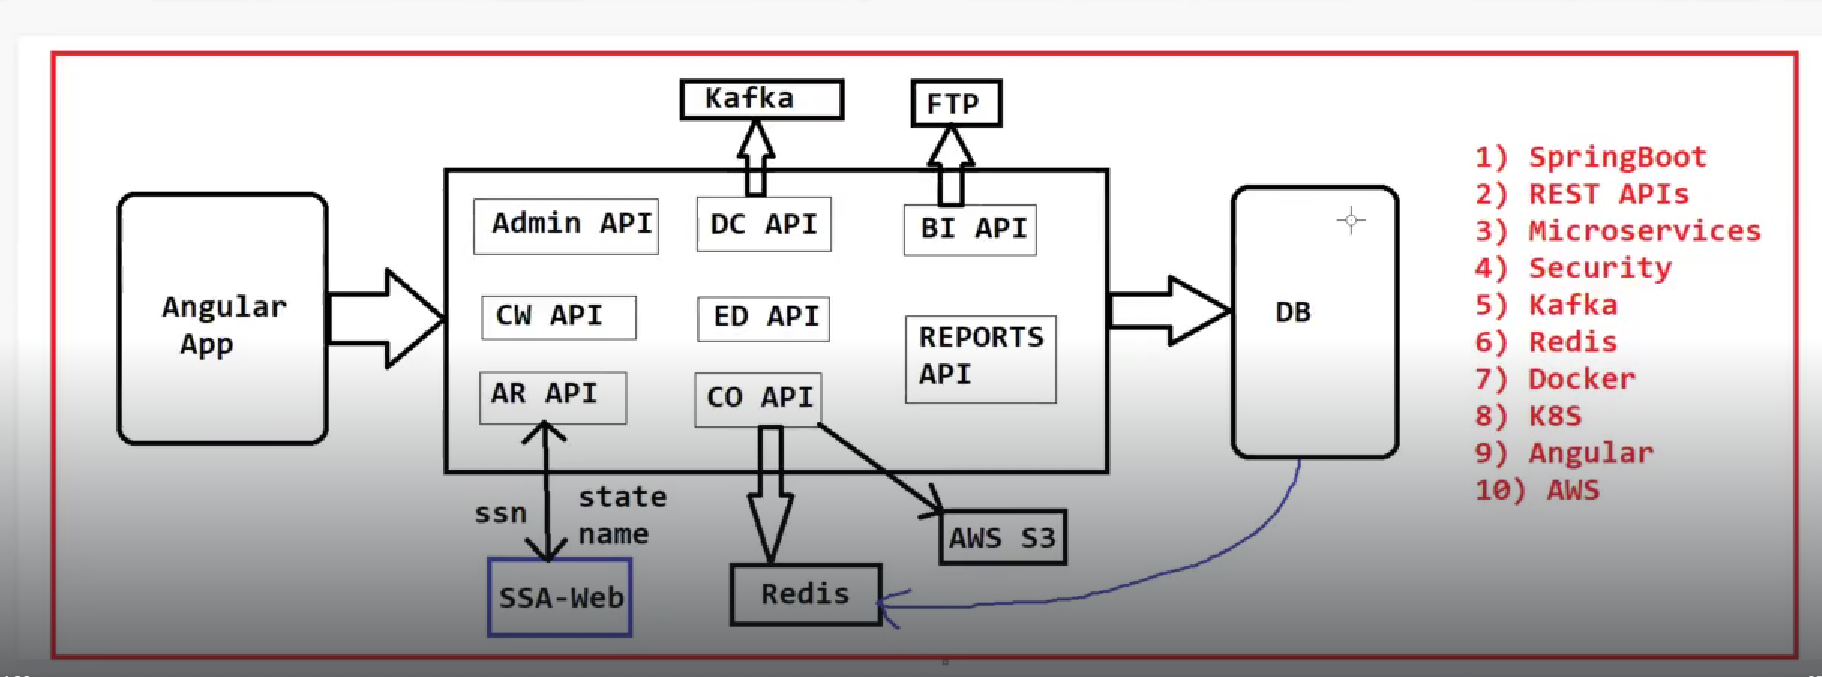 Kafka
FTP
Admin API
DC API
BI API
CW API
ED API
REPORTS
API
AR API
CO API
Angular
App
DB
ssn
state
name
SSA-Web
Redis
AWS S3
1) SpringBoot
2) REST APIs
3) Microservices
4) Security
5) Kafka
6) Redis
7) Docker
8) K8S
9) Angular
10) AWS